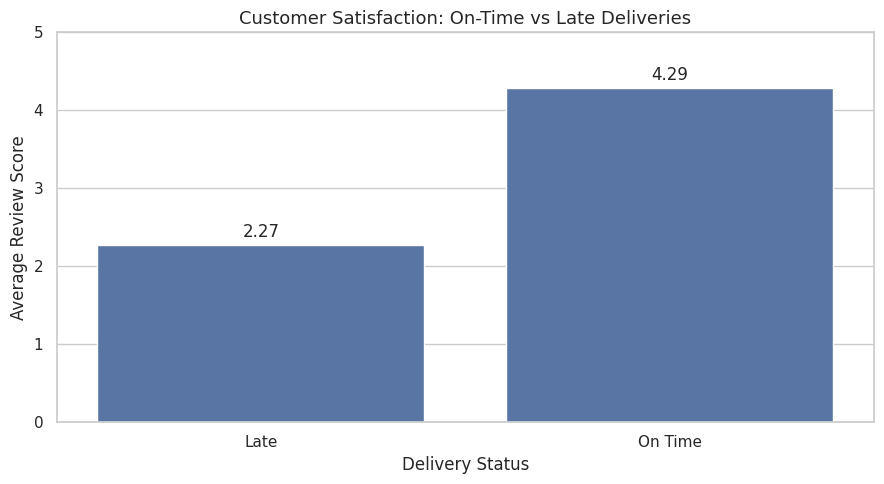 Customer Satisfaction: On-Time vs Late Deliveries
Average Review Score
5
4
3
2
1
0
2.27
4.29
Late
On Time
Delivery Status